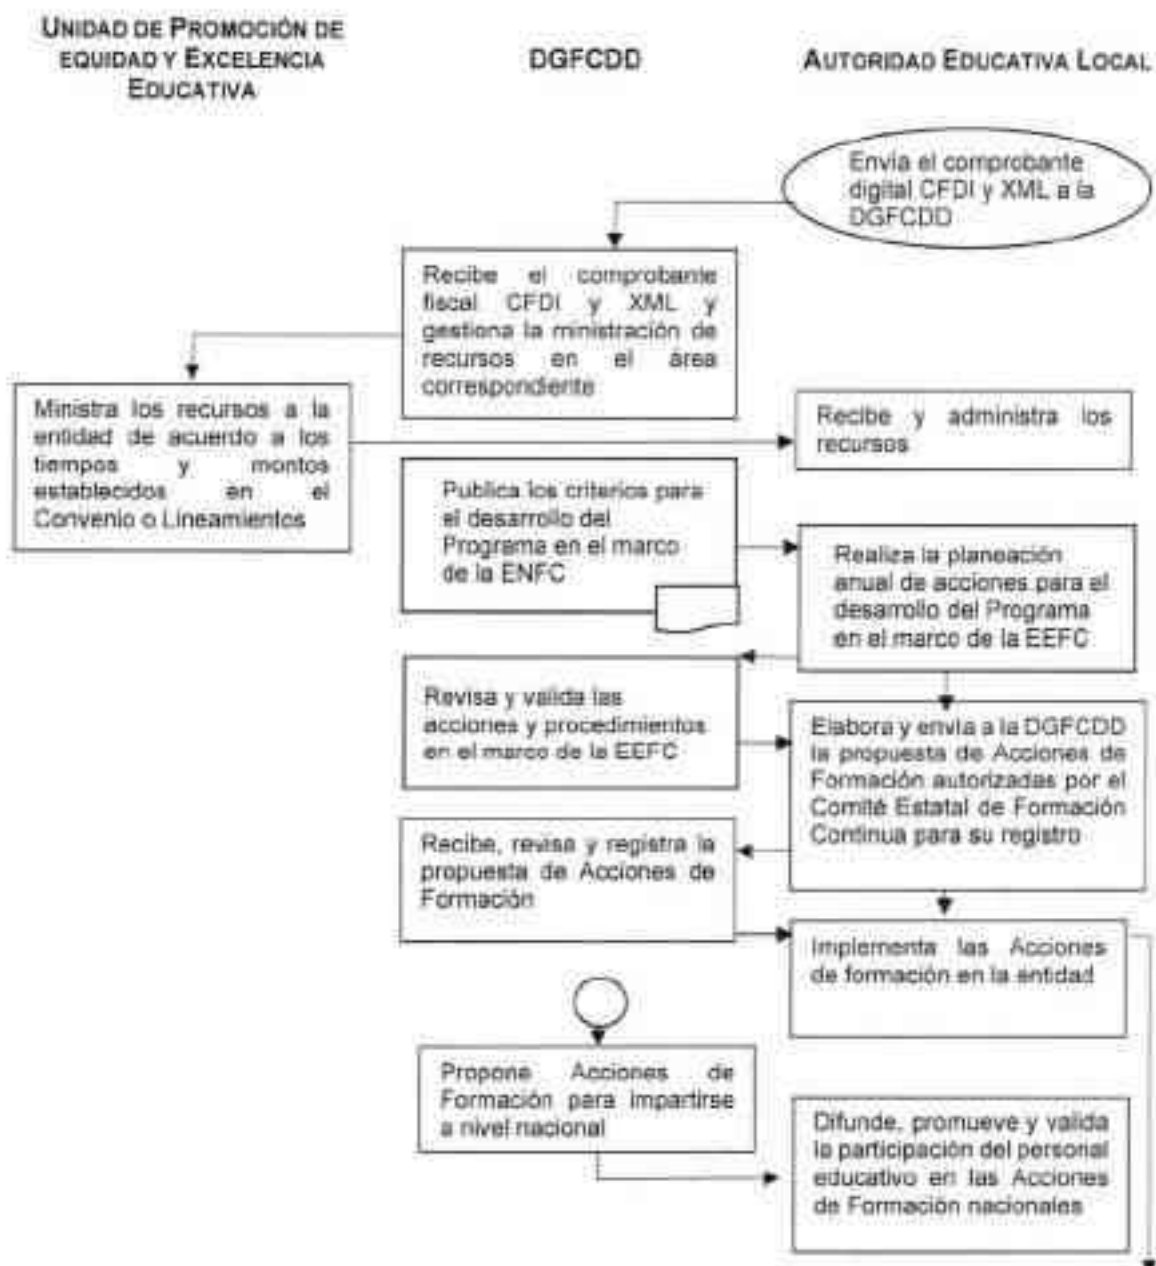 UNIDAD DE PROMOCIÓN DE
EQUIDAD Y EXCELENCIA
EDUCATIVA
DGFCDD
AUTORIDAD EDUCATIVA LOCAL
Envía el comprobante
digital CFDI y XML a la
DGFCDD
Recibe el comprobante
fiscal CFDI y XML y
gestiona la ministración de
recursos en el área
correspondiente
Ministra los recursos a la
entidad de acuerdo a los
tiempos y montos
establecidos en el
Convenio o Lineamientos
Recibe y administra los
recursos
Publica los criterios para
el desarrollo del
Programa en el marco
de la ENFC
Realiza la planeación
anual de acciones para el
desarrollo del Programa
en el marco de la EEFC
Revisa y valida las
acciones y procedimientos
en el marco de la EEFC
Elabora y envía a la DGFCDD
la propuesta de Acciones de
Formación autorizadas por el
Comité Estatal de Formación
Continua para su registro
Recibe, revisa y registra la
propuesta de Acciones de
Formación
Implementa las Acciones
de formación en la entidad
Propone Acciones de
Formación para impartirse
a nivel nacional
Difunde, promueve y valida
la participación del personal
educativo en las Acciones
de Formación nacionales